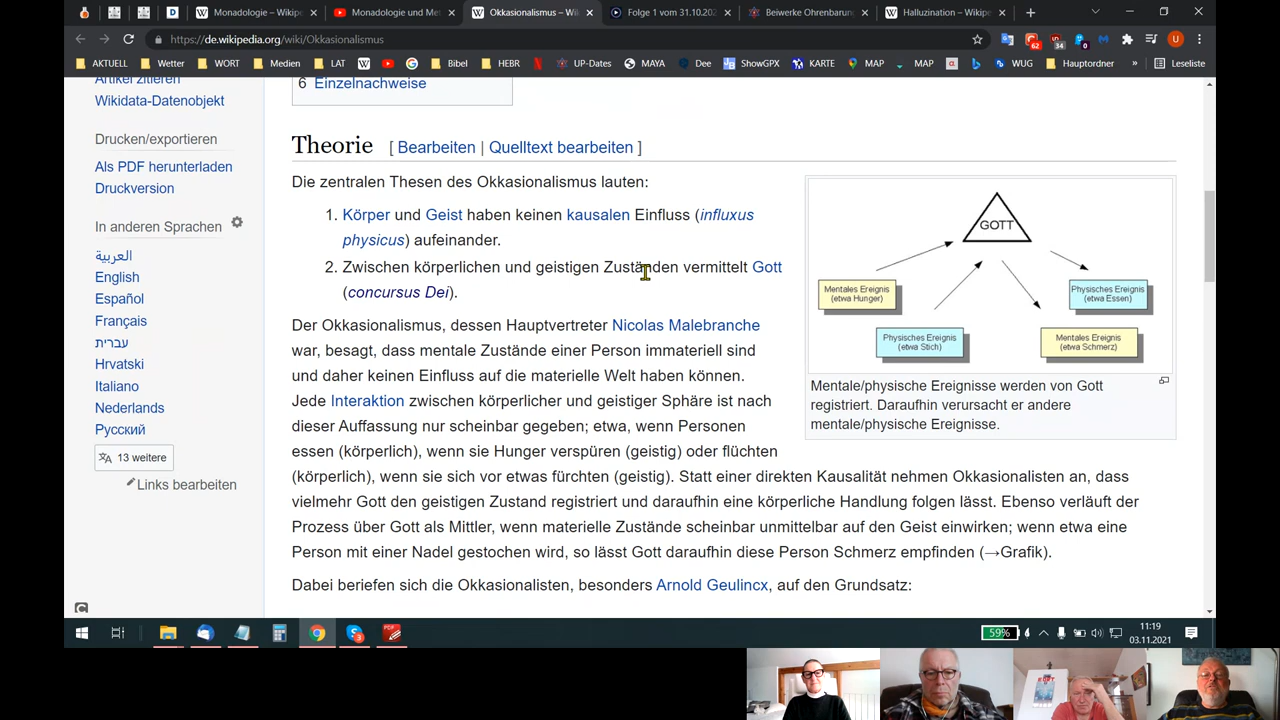 Monadologie – Wikipe
Monadologie und Met
Okkasionalismus – Wi
Folge 1 vom 31.10.202
Beiwerke Ohrenbarung
Halluzination – Wikipe
https://de.wikipedia.org/wiki/Okkasionalismus
62
34
0
U
AKTUELL
Wetter
WORT
Medien
LAT
Bibel
HEBR
UP-Dates
MAYA
Dee
ShowGPX
KARTE
MAP
MAP
WUG
Hauptordner
»
Leseliste
Artikel zitieren
Wikidata-Datenobjekt
Drucken/exportieren
Als PDF herunterladen
Druckversion
In anderen Sprachen
العربية
English
Español
Français
עברית
Hrvatski
Italiano
Nederlands
Русский
13 weitere
Links bearbeiten
6 Einzelnachweise
Theorie [ Bearbeiten | Quelltext bearbeiten ]
Die zentralen Thesen des Okkasionalismus lauten:
1. Körper und Geist haben keinen kausalen Einfluss (influxus
physicus) aufeinander.
2. Zwischen körperlichen und geistigen Zuständen vermittelt Gott
(concursus Dei).
Der Okkasionalismus, dessen Hauptvertreter Nicolas Malebranche
war, besagt, dass mentale Zustände einer Person immateriell sind
und daher keinen Einfluss auf die materielle Welt haben können.
Jede Interaktion zwischen körperlicher und geistiger Sphäre ist nach
dieser Auffassung nur scheinbar gegeben; etwa, wenn Personen
essen (körperlich), wenn sie Hunger verspüren (geistig) oder flüchten
(körperlich), wenn sie sich vor etwas fürchten (geistig). Statt einer direkten Kausalität nehmen Okkasionalisten an, dass
vielmehr Gott den geistigen Zustand registriert und daraufhin eine körperliche Handlung folgen lässt. Ebenso verläuft der
Prozess über Gott als Mittler, wenn materielle Zustände scheinbar unmittelbar auf den Geist einwirken; wenn etwa eine
Person mit einer Nadel gestochen wird, so lässt Gott daraufhin diese Person Schmerz empfinden (→Grafik).
Dabei beriefen sich die Okkasionalisten, besonders Arnold Geulincx, auf den Grundsatz:
GOTT
Mentales Ereignis
(etwa Hunger)
Physisches Ereignis
(etwa Essen)
Physisches Ereignis
(etwa Stich)
Mentales Ereignis
(etwa Schmerz)
Mentale/physische Ereignisse werden von Gott
registriert. Daraufhin verursacht er andere
mentale/physische Ereignisse.
59%
11:19
03.11.2021